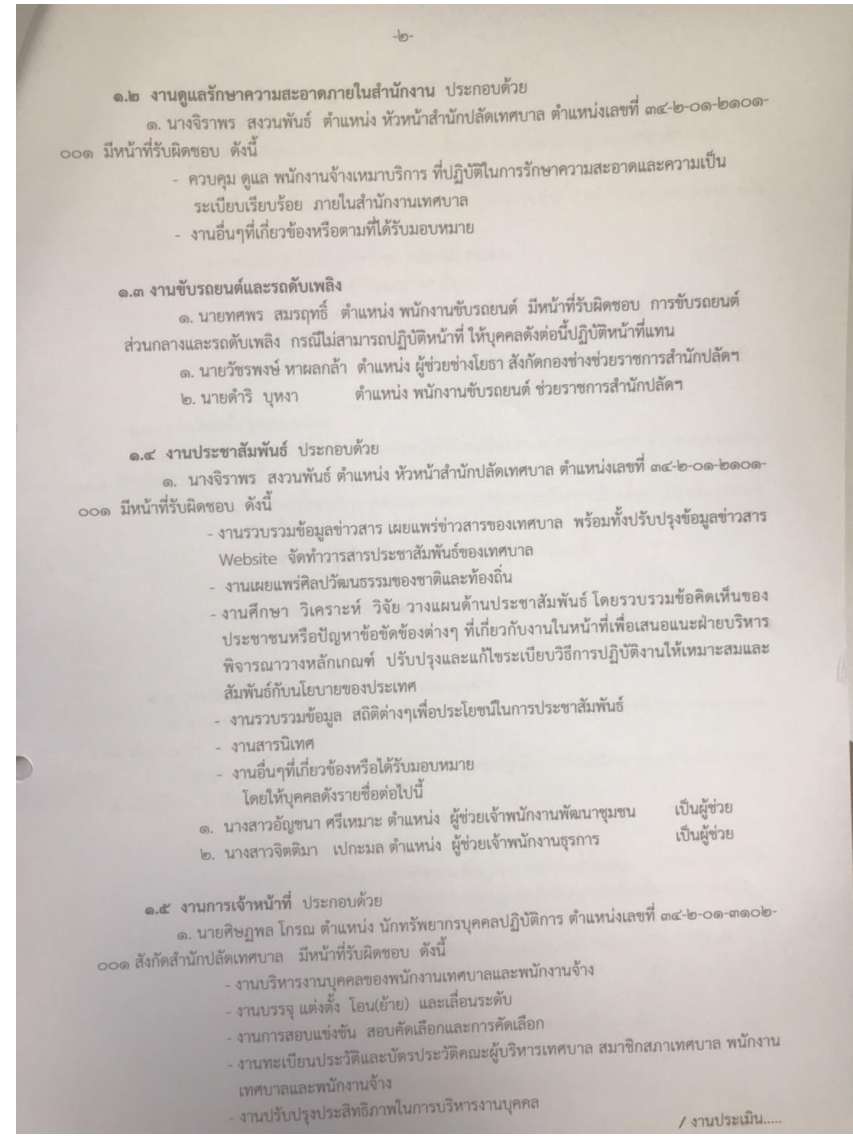 -๒-
๑.๒ งานดูแลรักษาความสะอาดภายในสำนักงาน ประกอบด้วย
๑. นางจิราพร สงวนพันธ์ ตำแหน่ง หัวหน้าสำนักปลัดเทศบาล ตำแหน่งเลขที่ ๓๔-๒-๐๑-๒๑๐๑-
๐๐๑ มีหน้าที่รับผิดชอบ ดังนี้
- ควบคุม ดูแล พนักงานจ้างเหมาบริการ ที่ปฏิบัติในการรักษาความสะอาดและความเป็น
ระเบียบเรียบร้อย ภายในสำนักงานเทศบาล
- งานอื่นๆที่เกี่ยวข้องหรือตามที่ได้รับมอบหมาย
๑.๓ งานขับรถยนต์และรถดับเพลิง
๑. นายทศพร สมรฤทธิ์ ตำแหน่ง พนักงานขับรถยนต์ มีหน้าที่รับผิดชอบ การขับรถยนต์
ส่วนกลางและรถดับเพลิง กรณีไม่สามารถปฏิบัติหน้าที่ ให้บุคคลดังต่อนี้ปฏิบัติหน้าที่แทน
๑. นายวัชรพงษ์ หาผลกล้า ตำแหน่ง ผู้ช่วยช่างโยธา สังกัดกองช่างช่วยราชการสำนักปลัดฯ
๒. นายดำริ บุหงา ตำแหน่ง พนักงานขับรถยนต์ ช่วยราชการสำนักปลัดฯ
๑.๔ งานประชาสัมพันธ์ ประกอบด้วย
๑. นางจิราพร สงวนพันธ์ ตำแหน่ง หัวหน้าสำนักปลัดเทศบาล ตำแหน่งเลขที่ ๓๔-๒-๐๑-๒๑๐๑-
๐๐๑ มีหน้าที่รับผิดชอบ ดังนี้
- งานรวบรวมข้อมูลข่าวสาร เผยแพร่ข่าวสารของเทศบาล พร้อมทั้งปรับปรุงข้อมูลข่าวสาร
Website จัดทำวารสารประชาสัมพันธ์ของเทศบาล
- งานเผยแพร่ศิลปวัฒนธรรมของชาติและท้องถิ่น
- งานศึกษา วิเคราะห์ วิจัย วางแผนด้านประชาสัมพันธ์ โดยรวบรวมข้อคิดเห็นของ
ประชาชนหรือปัญหาข้อขัดข้องต่างๆ ที่เกี่ยวกับงานในหน้าที่เพื่อเสนอแนะฝ่ายบริหาร
พิจารณาวางหลักเกณฑ์ ปรับปรุงและแก้ไขระเบียบวิธีการปฏิบัติงานให้เหมาะสมและ
สัมพันธ์กับนโยบายของประเทศ
- งานรวบรวมข้อมูล สถิติต่างๆเพื่อประโยชน์ในการประชาสัมพันธ์
- งานสารนิเทศ
- งานอื่นๆที่เกี่ยวข้องหรือได้รับมอบหมาย
โดยให้บุคคลดังรายชื่อต่อไปนี้
๑. นางสาวอัญชนา ศรีเหมาะ ตำแหน่ง ผู้ช่วยเจ้าพนักงานพัฒนาชุมชน เป็นผู้ช่วย
๒. นางสาวจิตติมา เปกะมล ตำแหน่ง ผู้ช่วยเจ้าพนักงานธุรการ เป็นผู้ช่วย
๑.๕ งานการเจ้าหน้าที่ ประกอบด้วย
๑. นายศิษฎพล โกรณ ตำแหน่ง นักทรัพยากรบุคคลปฏิบัติการ ตำแหน่งเลขที่ ๓๔-๒-๐๑-๓๑๐๒-
๐๐๑ สังกัดสำนักปลัดเทศบาล มีหน้าที่รับผิดชอบ ดังนี้
- งานบริหารงานบุคคลของพนักงานเทศบาลและพนักงานจ้าง
- งานบรรจุ แต่งตั้ง โอน(ย้าย) และเลื่อนระดับ
- งานการสอบแข่งขัน สอบคัดเลือกและการคัดเลือก
- งานทะเบียนประวัติและบัตรประวัติคณะผู้บริหารเทศบาล สมาชิกสภาเทศบาล พนักงาน
เทศบาลและพนักงานจ้าง
- งานปรับปรุงประสิทธิภาพในการบริหารงานบุคคล
/ งานประเมิน.....